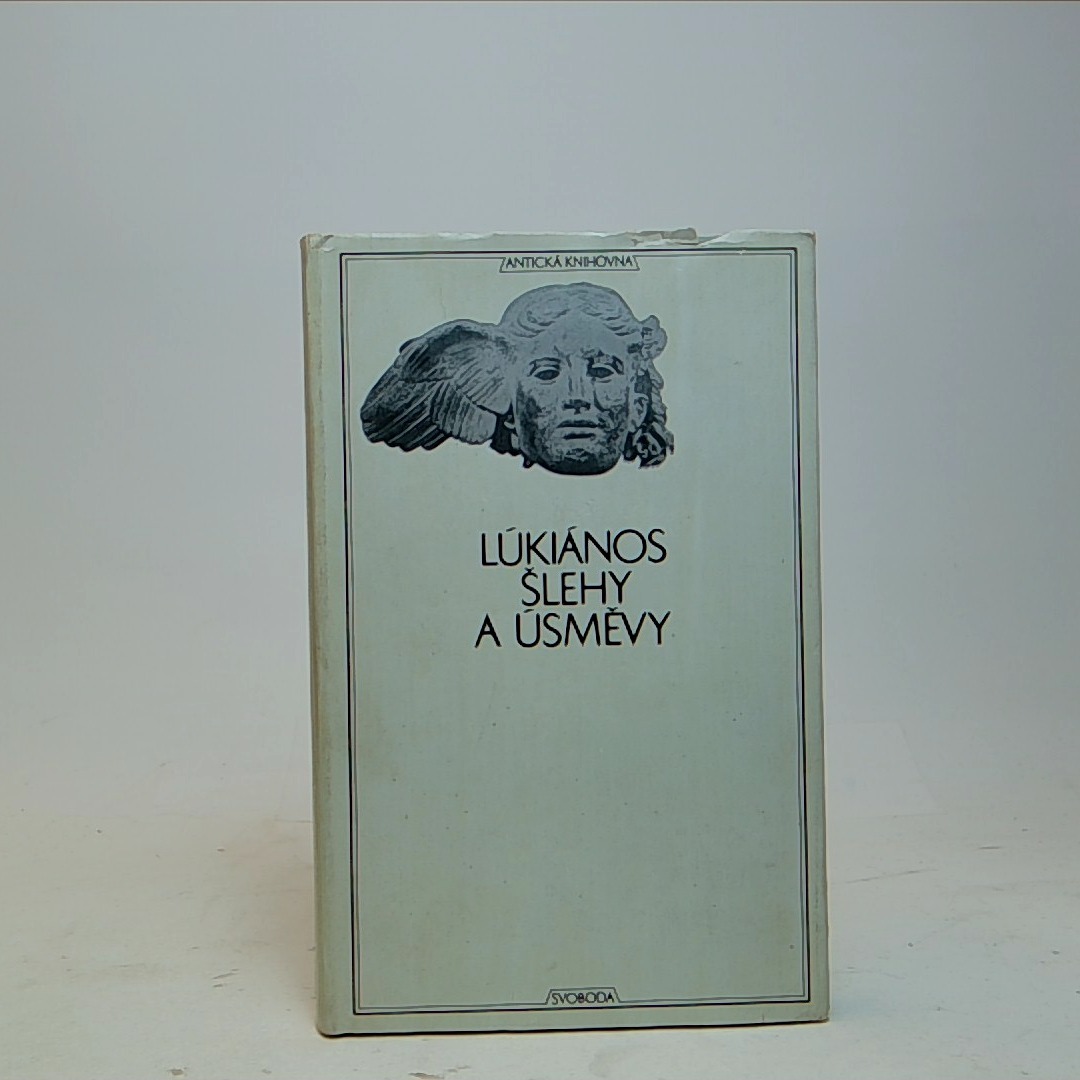 ANTICKÁ KNIHOVNA
LÚKIÁNOS
ŠLEHY
A ÚSMĚVY
SVOBODA